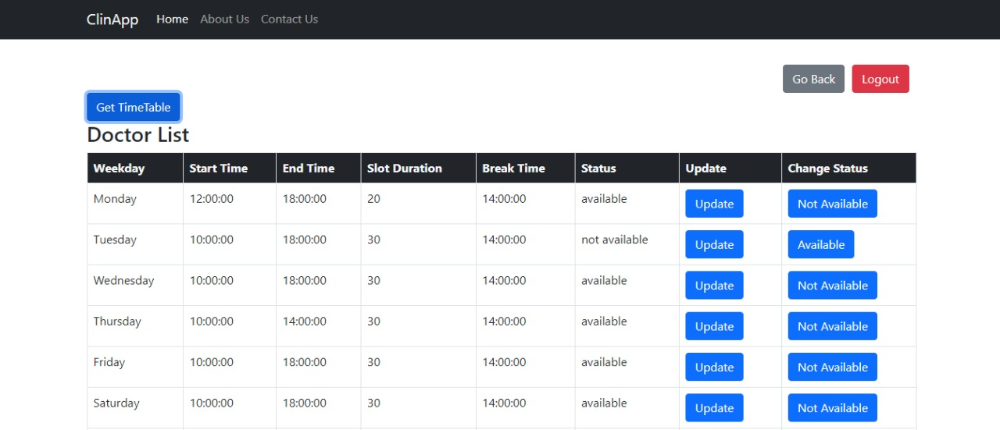 ClinApp Home About Us Contact Us
Go Back Logout
Get TimeTable
Doctor List
Weekday Start Time End Time Slot Duration Break Time Status Update Change Status
Monday 12:00:00 18:00:00 20 14:00:00 available Update Not Available
Tuesday 10:00:00 18:00:00 30 14:00:00 not available Update Available
Wednesday 10:00:00 18:00:00 30 14:00:00 available Update Not Available
Thursday 10:00:00 14:00:00 30 14:00:00 available Update Not Available
Friday 10:00:00 18:00:00 30 14:00:00 available Update Not Available
Saturday 10:00:00 18:00:00 30 14:00:00 available Update Not Available